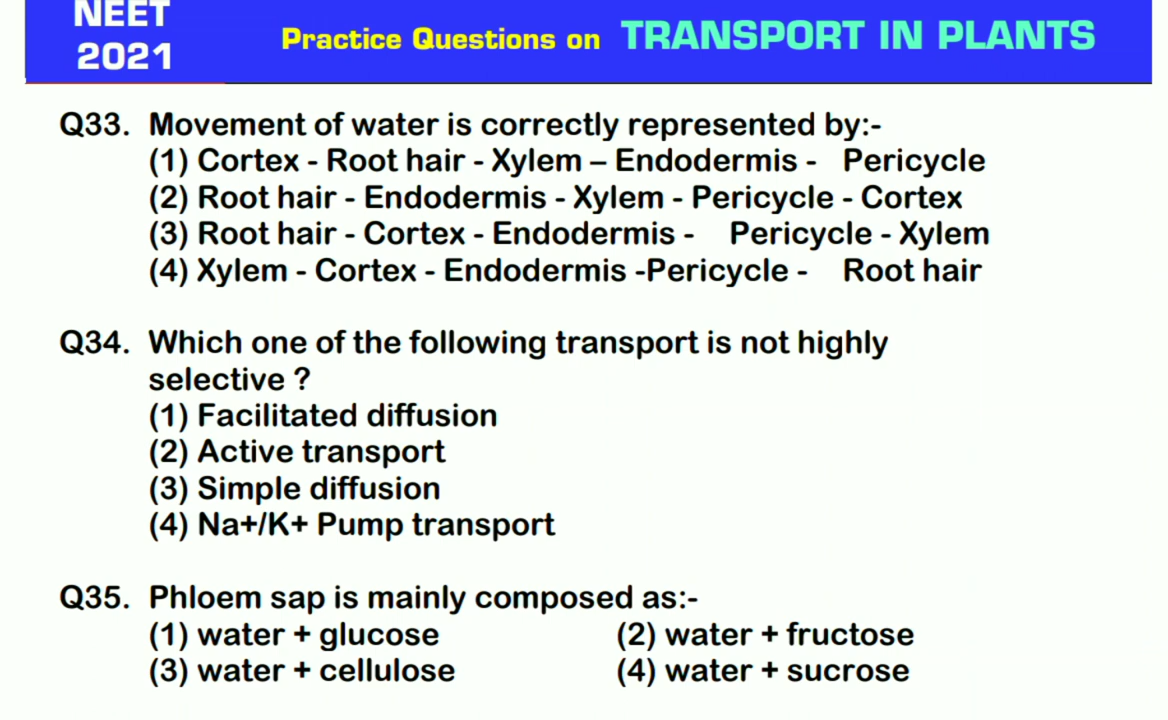 NEET
2021
Practice Questions on TRANSPORT IN PLANTS
Q33. Movement of water is correctly represented by:-
(1) Cortex - Root hair - Xylem – Endodermis - Pericycle
(2) Root hair - Endodermis - Xylem - Pericycle - Cortex
(3) Root hair - Cortex - Endodermis - Pericycle - Xylem
(4) Xylem - Cortex - Endodermis -Pericycle - Root hair
Q34. Which one of the following transport is not highly
selective ?
(1) Facilitated diffusion
(2) Active transport
(3) Simple diffusion
(4) Na+/K+ Pump transport
Q35. Phloem sap is mainly composed as:-
(1) water + glucose (2) water + fructose
(3) water + cellulose (4) water + sucrose